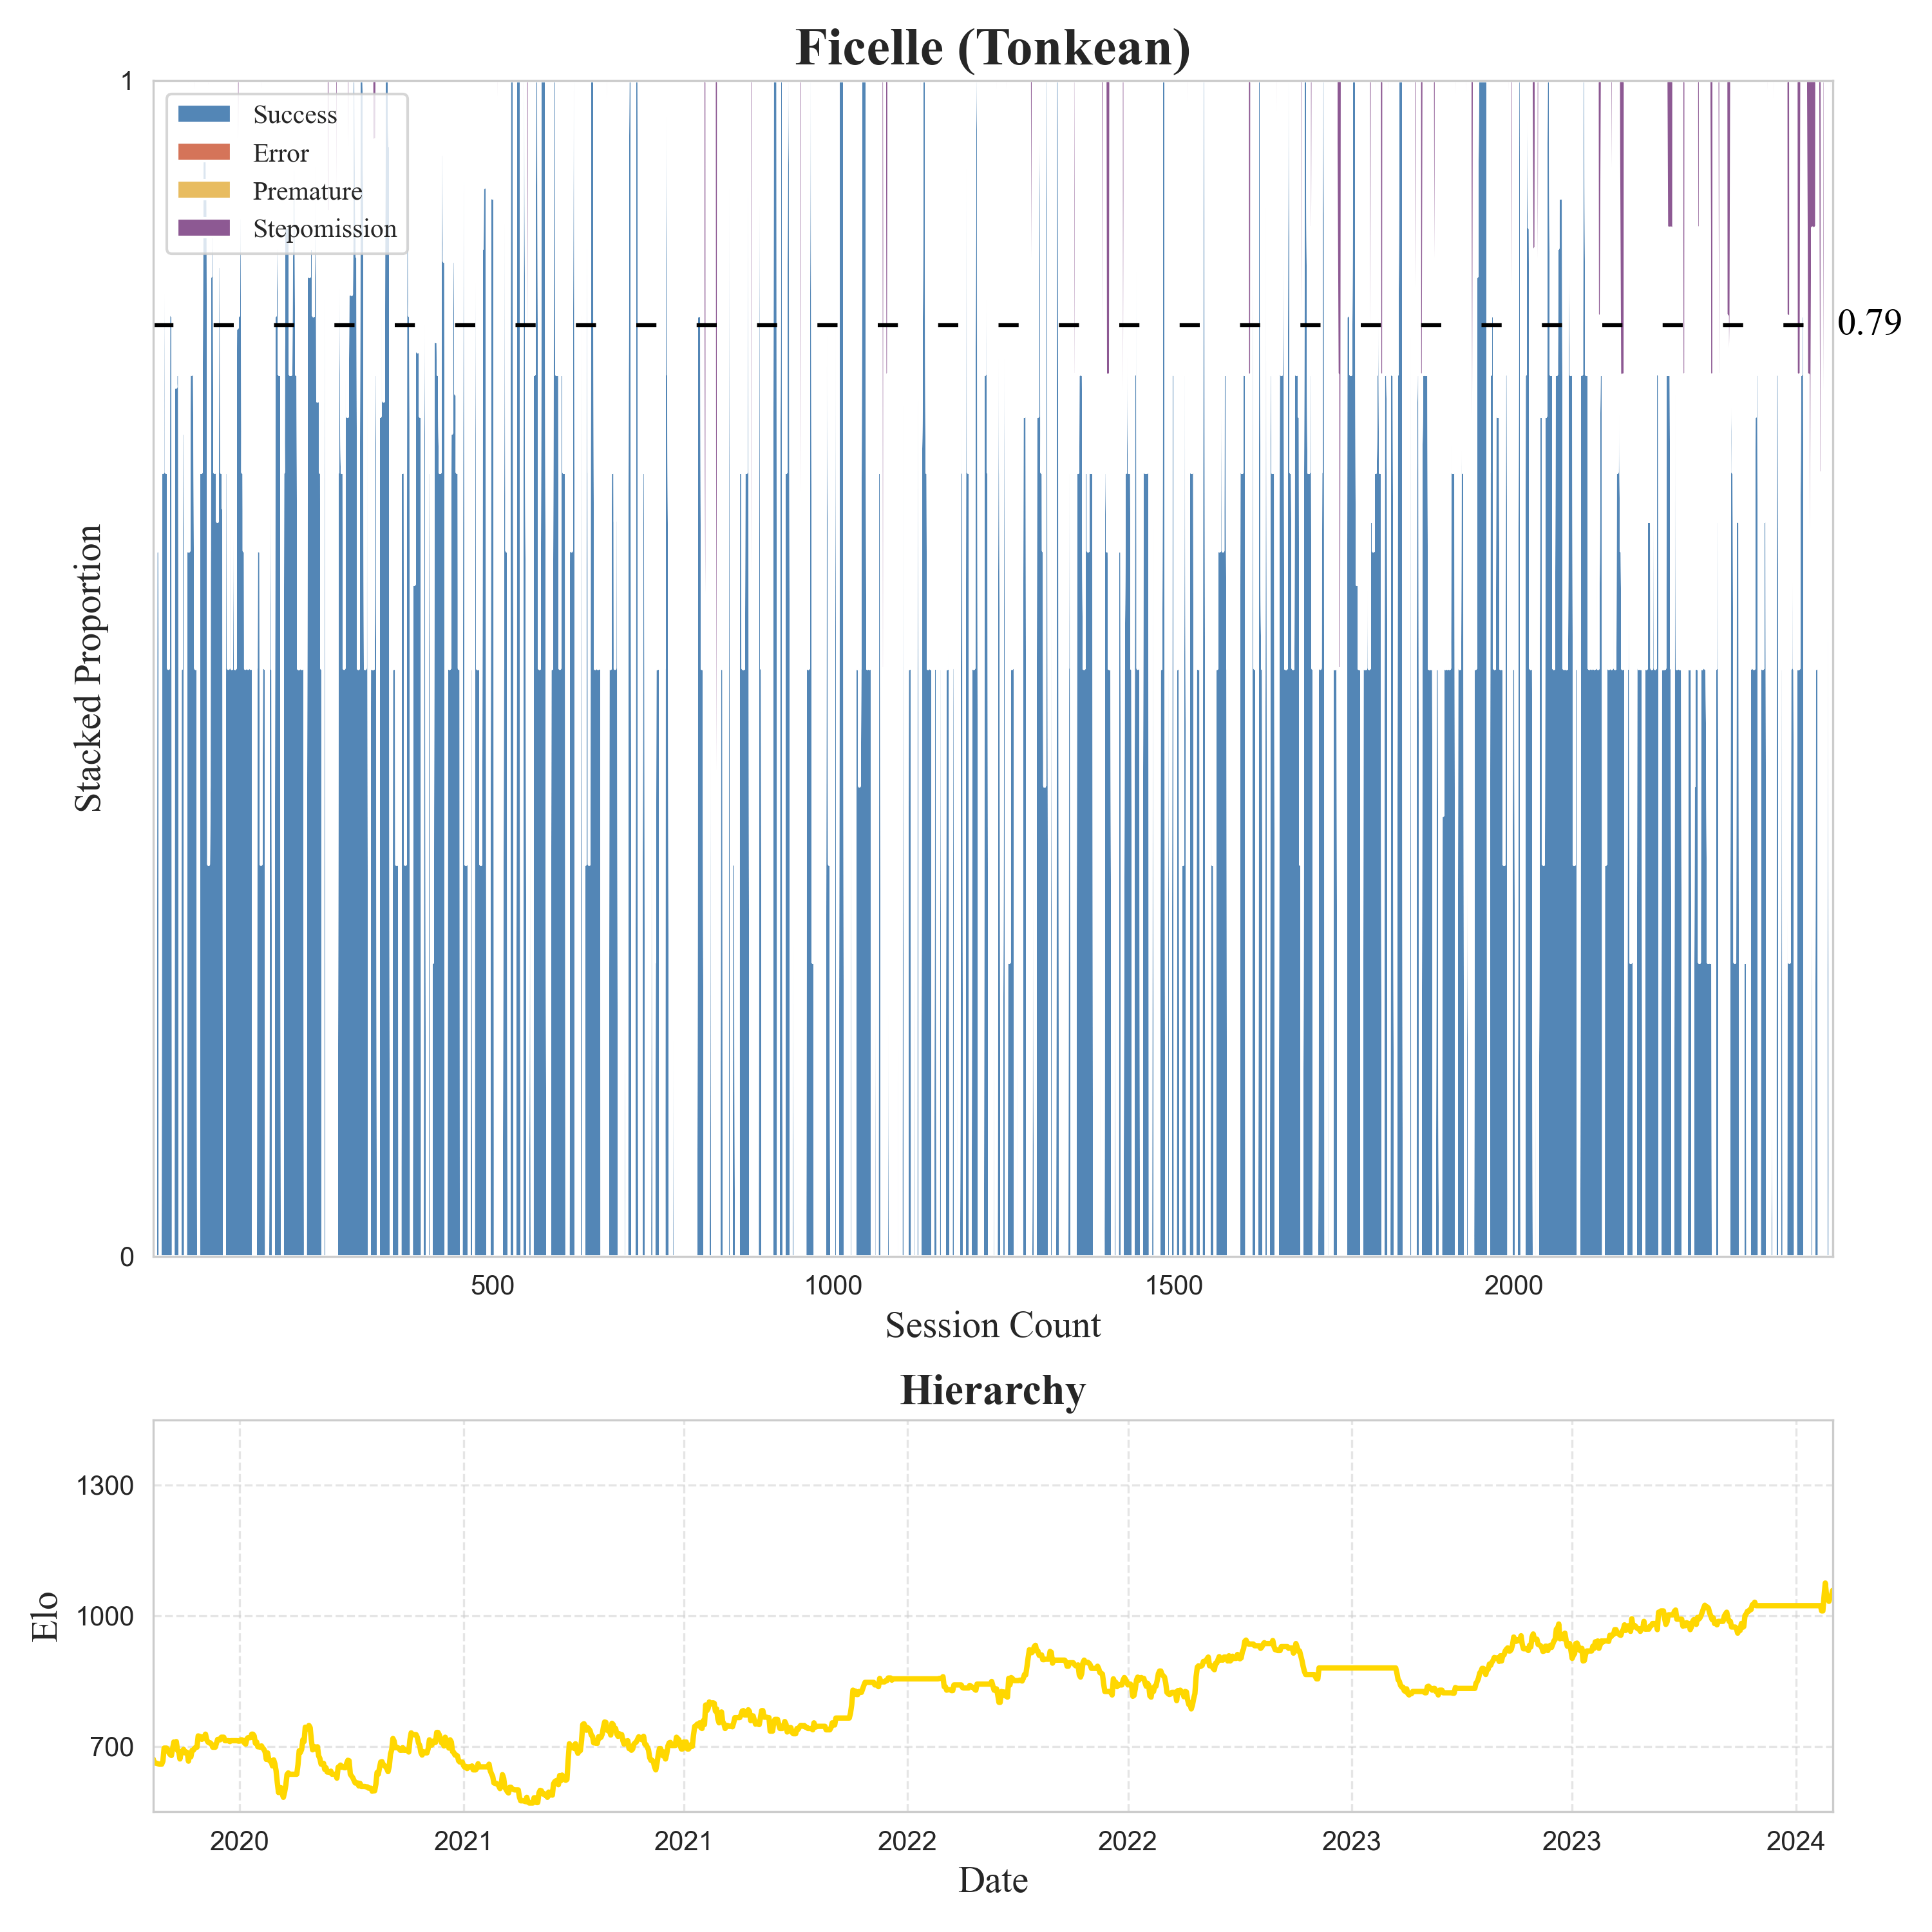 Ficelle (Tonkean)
1
Success
Error
Premature
Stepomission
0.79
Stacked Proportion
0
500 1000 1500 2000
Session Count
Hierarchy
1300
1000
700
Elo
2020 2021 2021 2022 2022 2023 2023 2024
Date